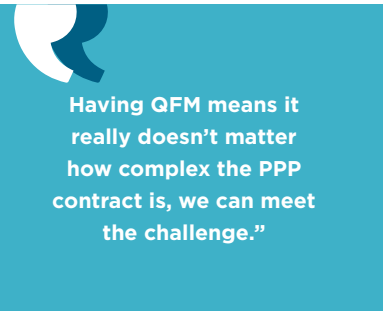 Having QFM means it
really doesn’t matter
how complex the PPP
contract is, we can meet
the challenge.”